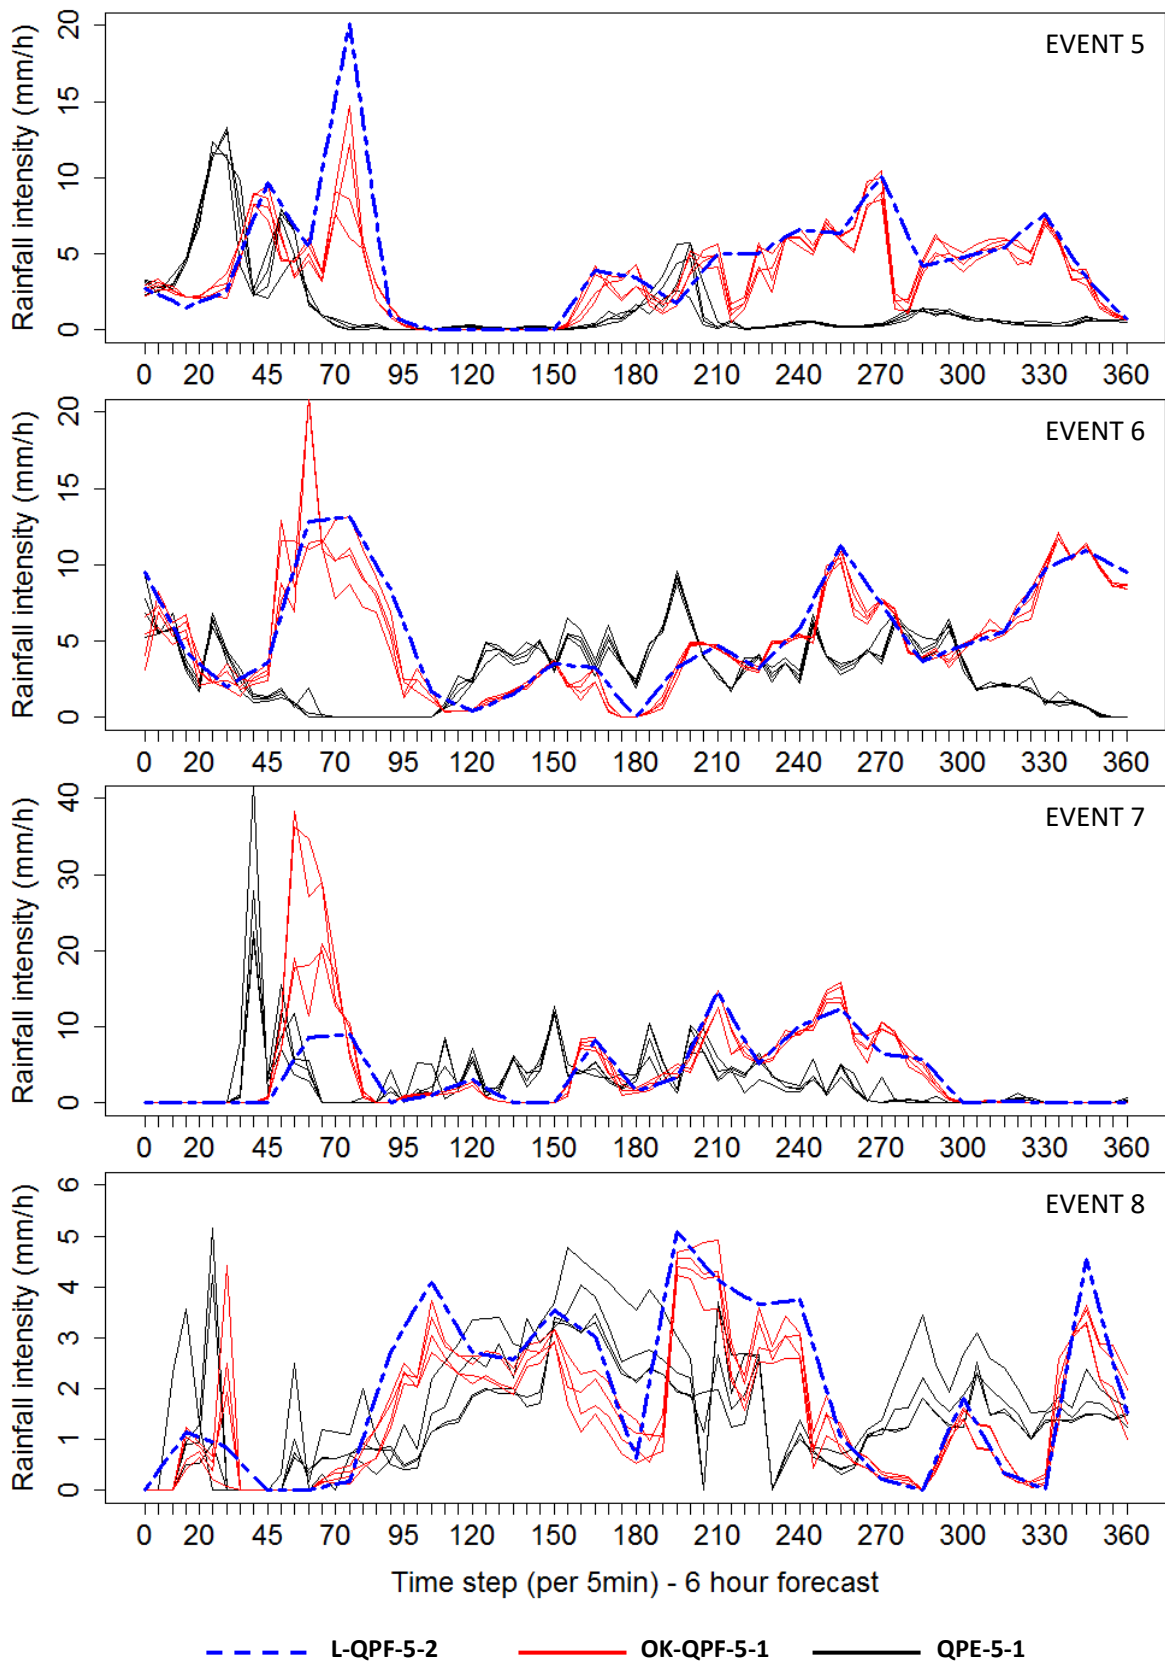 EVENT 5
Rainfall intensity (mm/h)
0 5 10 15 20
0 20 45 70 95 120 150 180 210 240 270 300 330 360
EVENT 6
Rainfall intensity (mm/h)
0 5 10 15 20
0 20 45 70 95 120 150 180 210 240 270 300 330 360
EVENT 7
Rainfall intensity (mm/h)
0 10 20 30 40
0 20 45 70 95 120 150 180 210 240 270 300 330 360
EVENT 8
Rainfall intensity (mm/h)
0 1 2 3 4 5 6
0 20 45 70 95 120 150 180 210 240 270 300 330 360
Time step (per 5min) - 6 hour forecast
L-QPF-5-2 OK-QPF-5-1 QPE-5-1